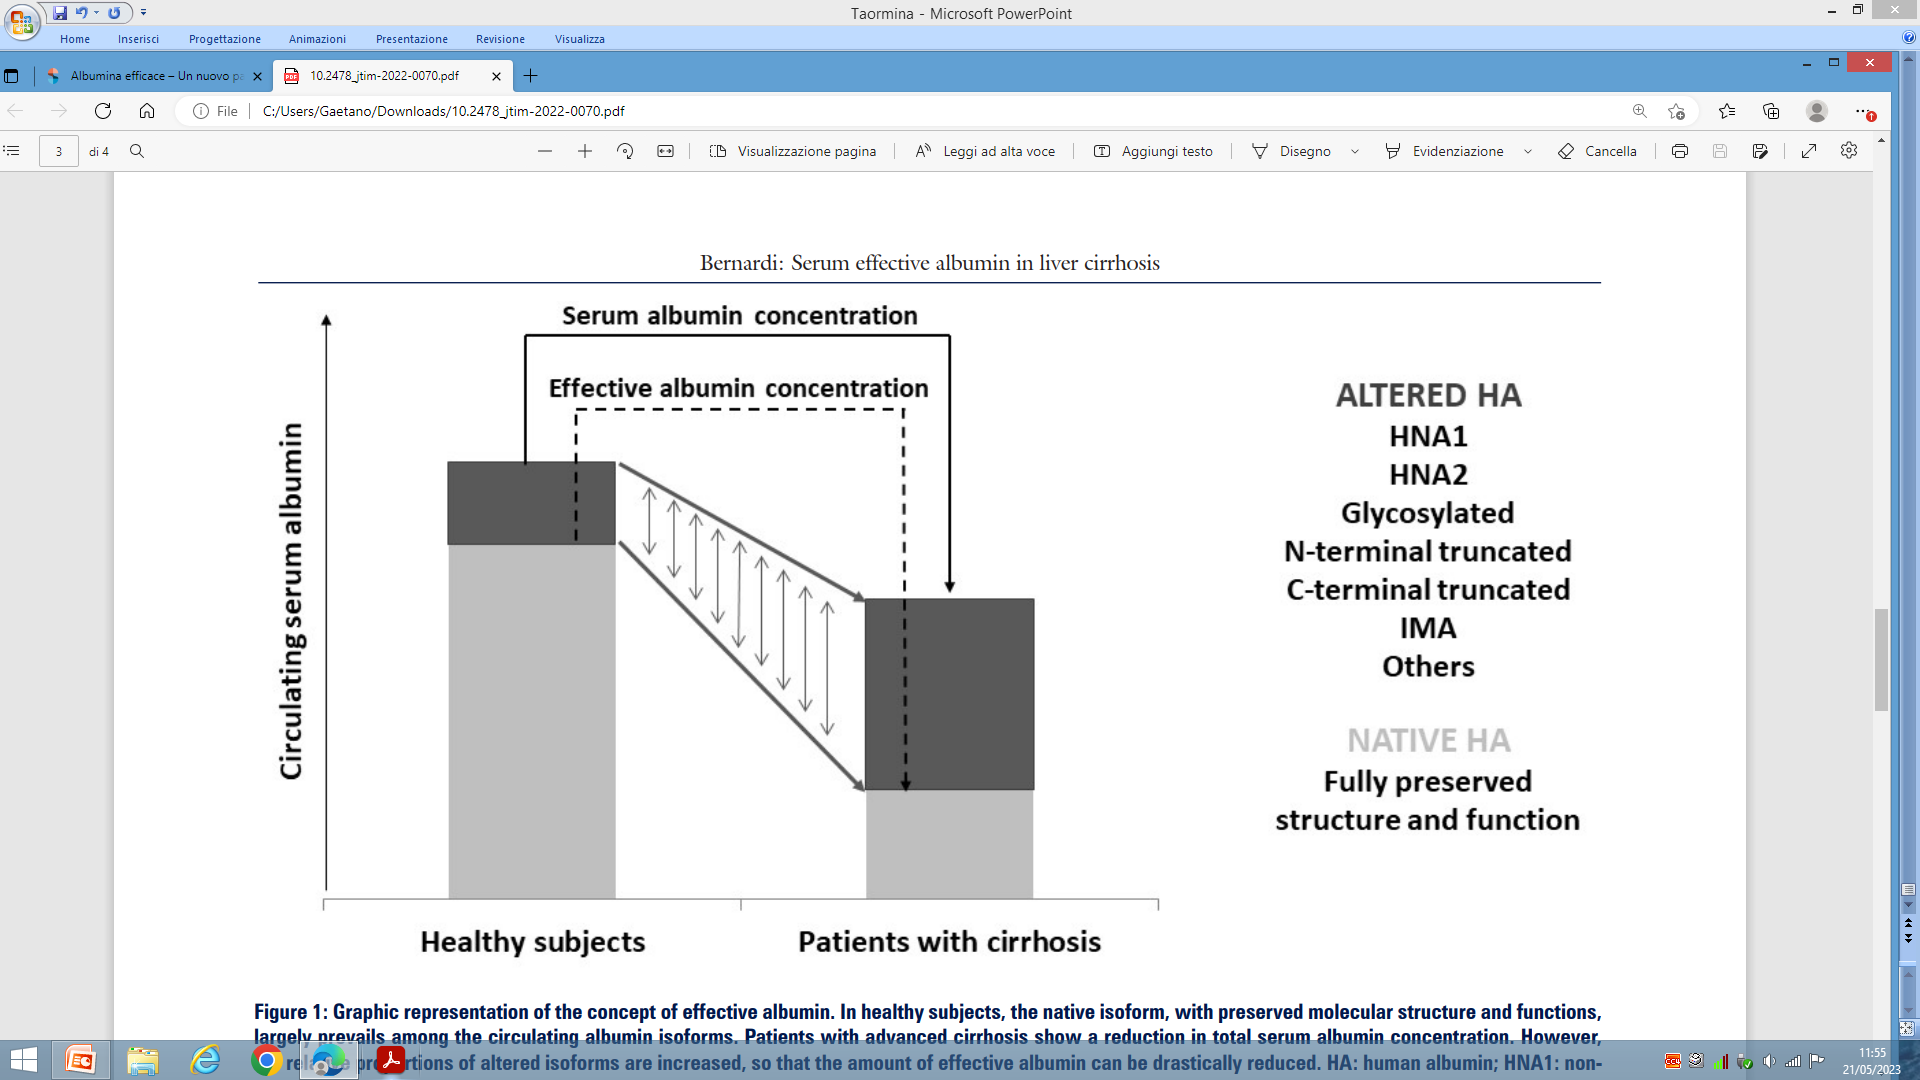 Taormina - Microsoft PowerPoint
Home Inserisci Progettazione Animazioni Presentazione Revisione Visualizza
Albumina efficace – Un nuovo pa
10.2478_jtim-2022-0070.pdf
File C:/Users/Gaetano/Downloads/10.2478_jtim-2022-0070.pdf
3 di 4 Visualizzazione pagina Leggi ad alta voce Aggiungi testo Disegno Evidenziazione Cancella
Bernardi: Serum effective albumin in liver cirrhosis
Serum albumin concentration
Effective albumin concentration
Circulating serum albumin
Healthy subjects
Patients with cirrhosis
ALTERED HA
HNA1
HNA2
Glycosylated
N-terminal truncated
C-terminal truncated
IMA
Others
NATIVE HA
Fully preserved
structure and function
Figure 1: Graphic representation of the concept of effective albumin. In healthy subjects, the native isoform, with preserved molecular structure and functions,
largely prevails among the circulating albumin isoforms. Patients with advanced cirrhosis show a reduction in total serum albumin concentration. However,
of altered isoforms are increased, so that the amount of effective albumin can be drastically reduced. HA: human albumin; HNA1: non-
11:55
21/05/2023